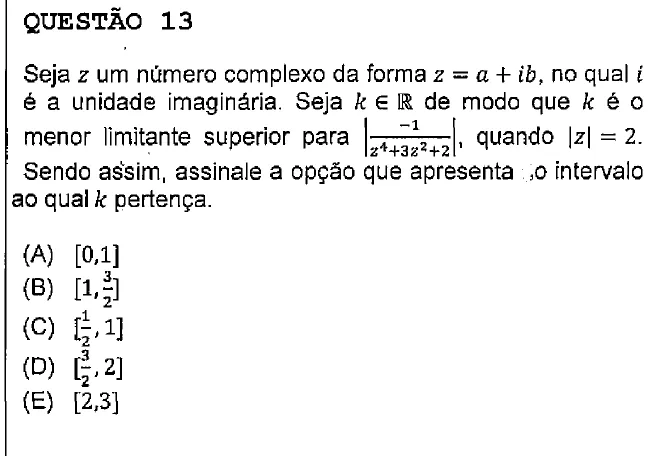 QUESTÃO 13
Seja z um número complexo da forma z = a + ib, no qual i
é a unidade imaginária. Seja k ∈ ℝ de modo que k é o
menor limitante superior para |−1/(z⁴+3z²+2)|, quando |z| = 2.
Sendo assim, assinale a opção que apresenta o intervalo
ao qual k pertença.
(A) [0,1]
(B) [1,3/2]
(C) [1/2,1]
(D) [3/2,2]
(E) [2,3]